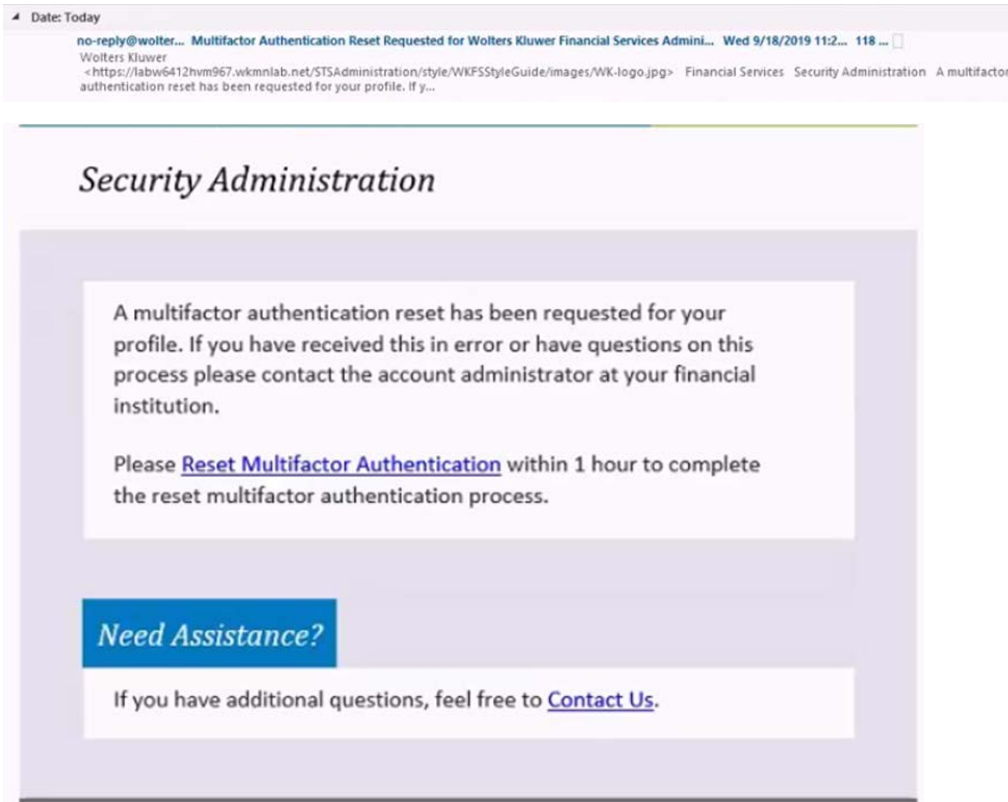 Date: Today
no-reply@wolter... Multifactor Authentication Reset Requested for Wolters Kluwer Financial Services Admini... Wed 9/18/2019 11:2... 118 ...
Wolters Kluwer
<https://labw6412hvm967.wkmnlab.net/STSAdministration/style/WKFSStyleGuide/images/WK-logo.jpg> Financial Services Security Administration A multifactor
authentication reset has been requested for your profile. If y...
Security Administration
A multifactor authentication reset has been requested for your
profile. If you have received this in error or have questions on this
process please contact the account administrator at your financial
institution.
Please Reset Multifactor Authentication within 1 hour to complete
the reset multifactor authentication process.
Need Assistance?
If you have additional questions, feel free to Contact Us.